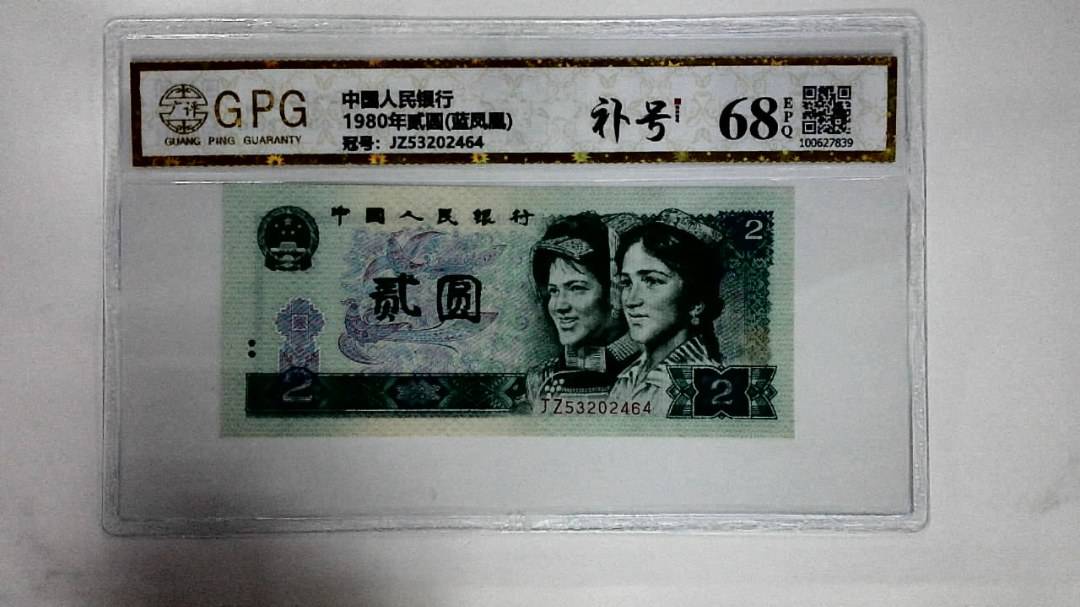 广评
GPG
GUANG PING GUARANTY
中国人民银行
1980年贰圆(蓝凤凰)
冠号: JZ53202464
补号
68
EPQ
100627839
中国人民银行
2
贰圆
2
JZ53202464
2